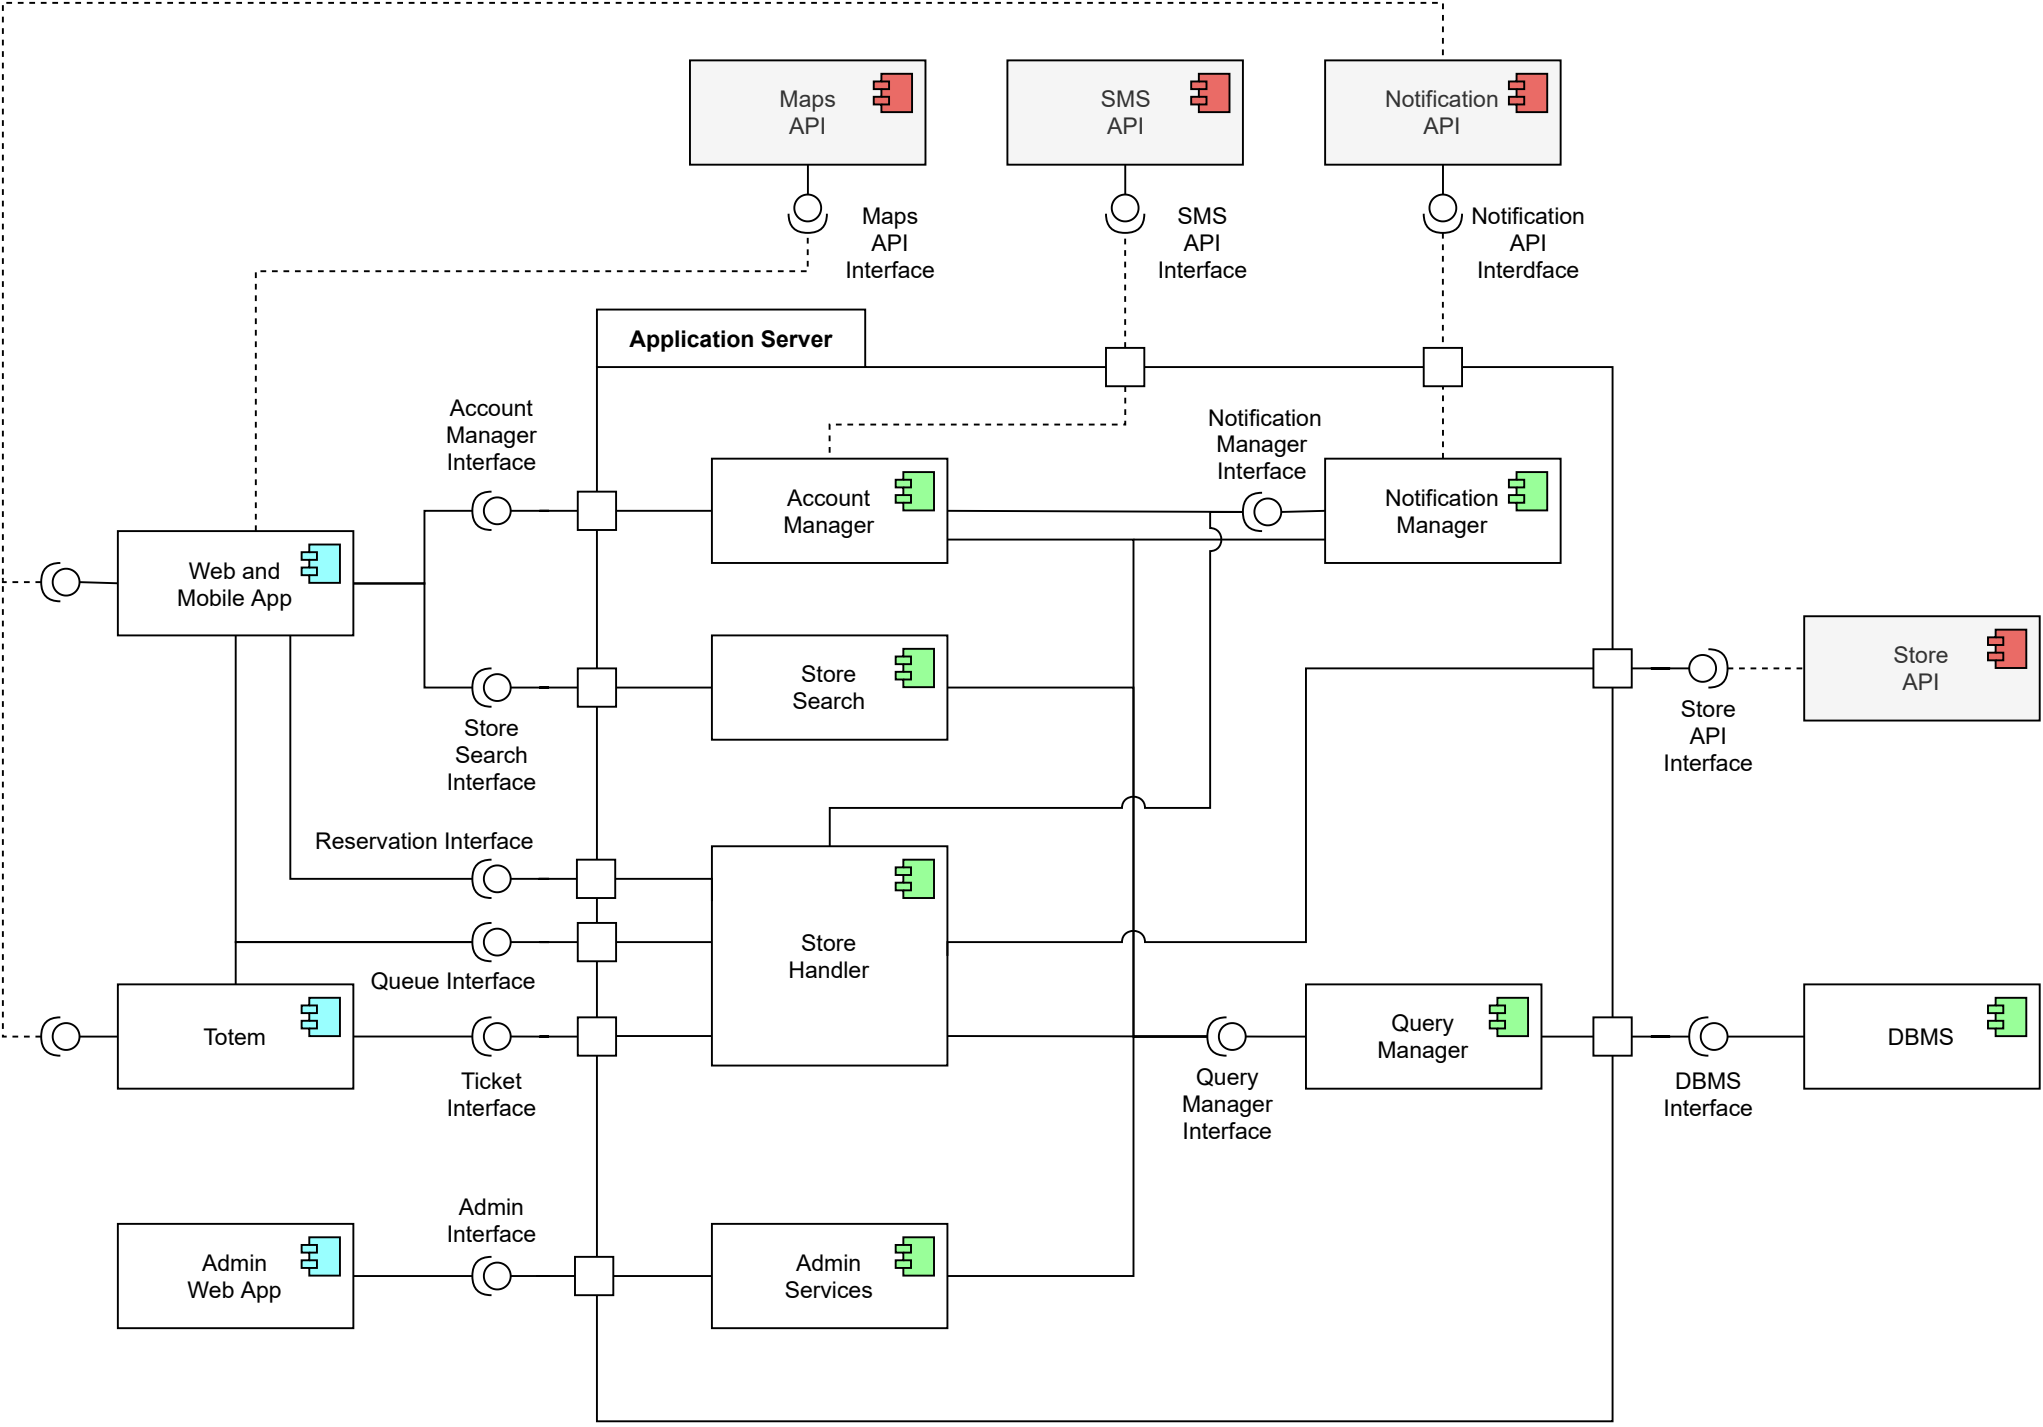 Maps
API
SMS
API
Notification
API
Maps
API
Interface
SMS
API
Interface
Notification
API
Interdface
Application Server
Account
Manager
Interface
Notification
Manager
Interface
Account
Manager
Notification
Manager
Web and
Mobile App
Store
Search
Store
API
Store
Search
Interface
Store
API
Interface
Reservation Interface
Store
Handler
Queue Interface
Totem
Query
Manager
DBMS
Ticket
Interface
Query
Manager
Interface
DBMS
Interface
Admin
Interface
Admin
Web App
Admin
Services